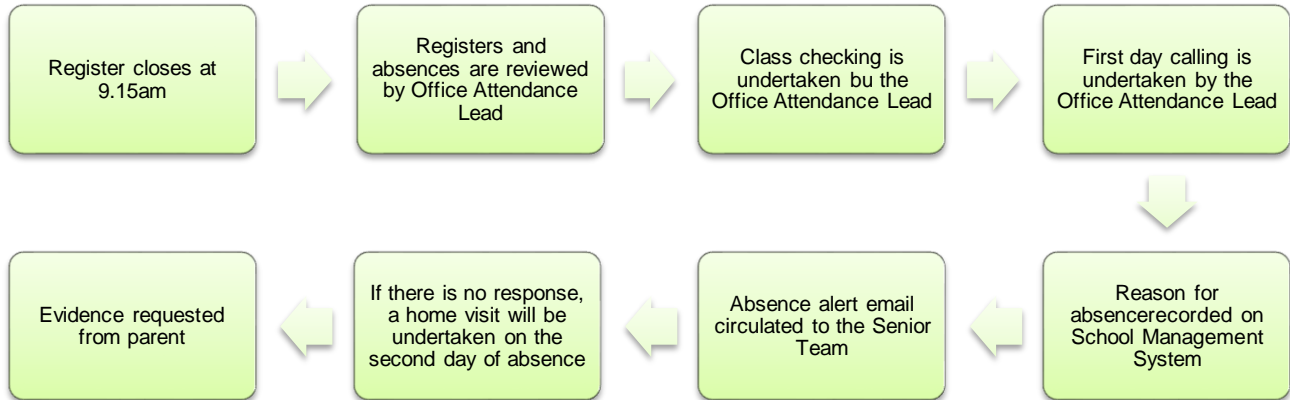 Register closes at
9.15am
Registers and
absences are reviewed
by Office Attendance
Lead
Class checking is
undertaken bu the
Office Attendance Lead
First day calling is
undertaken by the
Office Attendance Lead
Reason for
absencerecorded on
School Management
System
Absence alert email
circulated to the Senior
Team
If there is no response,
a home visit will be
undertaken on the
second day of absence
Evidence requested
from parent